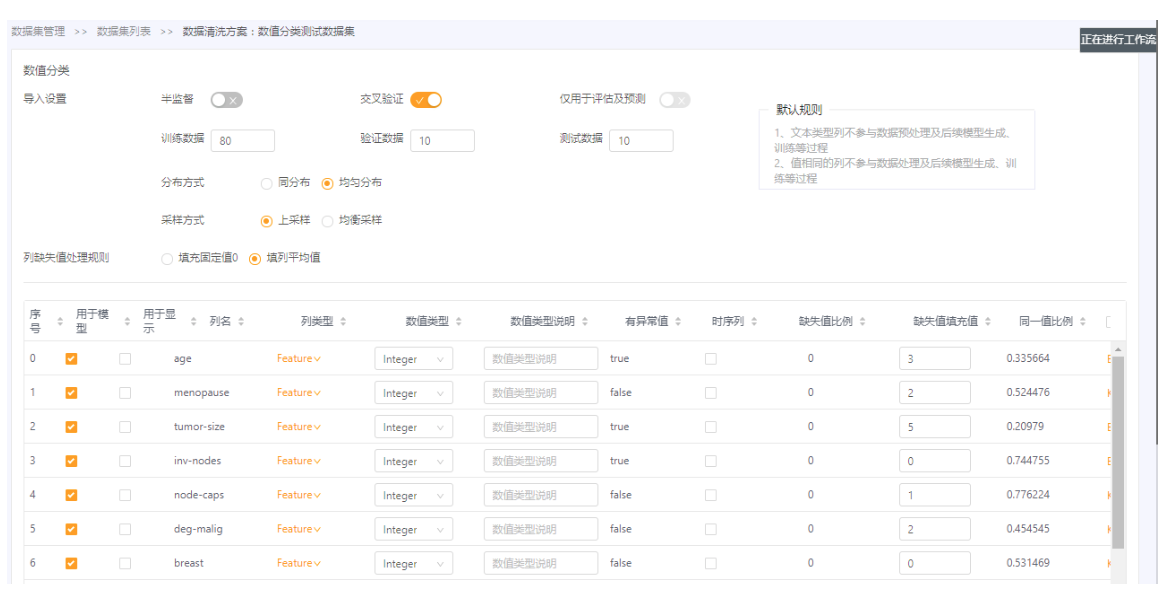 数据集管理 >> 数据集列表 >> 数据清洗方案：数值分类测试数据集
正在进行工作流
数值分类
导入设置 半监督 交叉验证 仅用于评估及预测
默认规则
1、文本类型列不参与数据预处理及后续模型生成、
训练等过程
2、值相同的列不参与数据处理及后续模型生成、训
练等过程
训练数据 80 验证数据 10 测试数据 10
分布方式 同分布 均匀分布
采样方式 上采样 均衡采样
列缺失值处理规则 填充固定值0 填列平均值
序号 用于模型 用于显示 列名 列类型 数值类型 数值类型说明 有异常值 时序列 缺失值比例 缺失值填充值 同一值比例
0 age Feature Integer 数值类型说明 true 0 3 0.335664
1 menopause Feature Integer 数值类型说明 false 0 2 0.524476
2 tumor-size Feature Integer 数值类型说明 true 0 5 0.20979
3 inv-nodes Feature Integer 数值类型说明 true 0 0 0.744755
4 node-caps Feature Integer 数值类型说明 false 0 1 0.776224
5 deg-malig Feature Integer 数值类型说明 false 0 2 0.454545
6 breast Feature Integer 数值类型说明 false 0 0 0.531469